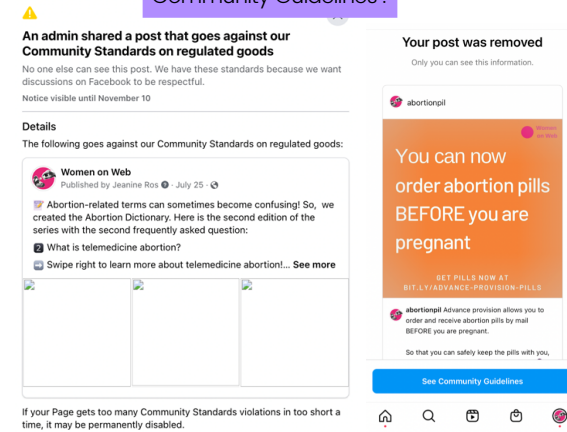 Community Guidelines?
An admin shared a post that goes against our
Community Standards on regulated goods
No one else can see this post. We have these standards because we want
discussions on Facebook to be respectful.
Notice visible until November 10
Details
The following goes against our Community Standards on regulated goods:
Women on Web
Published by Jeanine Ros · July 25 ·
📝 Abortion-related terms can sometimes become confusing! So, we
created the Abortion Dictionary. Here is the second edition of the
series with the second frequently asked question:
2️⃣ What is telemedicine abortion?
➡️ Swipe right to learn more about telemedicine abortion!... See more
If your Page gets too many Community Standards violations in too short a
time, it may be permanently disabled.
Your post was removed
Only you can see this information.
abortionpil
Women
on Web
You can now
order abortion pills
BEFORE you are
pregnant
GET PILLS NOW AT
BIT.LY/ADVANCE-PROVISION-PILLS
abortionpil Advance provision allows you to
order and receive abortion pills by mail
BEFORE you are pregnant.
So that you can safely keep the pills with you,
See Community Guidelines